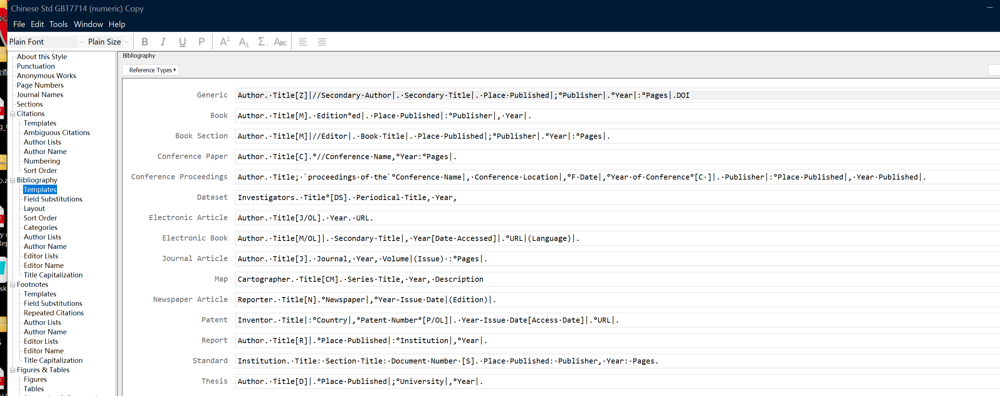 Chinese Std GBT7714 (numeric) Copy
File Edit Tools Window Help
Plain Font Plain Size B I U P A1 A1 Σ ABC
About this Style
Punctuation
Anonymous Works
Page Numbers
Journal Names
Sections
Citations
Templates
Ambiguous Citations
Author Lists
Author Name
Numbering
Sort Order
Bibliography
Templates
Field Substitutions
Layout
Sort Order
Categories
Author Lists
Author Name
Editor Lists
Editor Name
Title Capitalization
Footnotes
Templates
Field Substitutions
Repeated Citations
Author Lists
Author Name
Editor Lists
Editor Name
Title Capitalization
Figures & Tables
Figures
Tables
Bibliography
Reference Types
Generic Author.·Title[Z]|//Secondary·Author|.·Secondary·Title|.·Place·Published|;°Publisher|.°Year|:°Pages|.DOI
Book Author.·Title[M].·Edition°ed|.·Place·Published|:°Publisher|,·Year|.
Book Section Author.·Title[M]|//Editor|.·Book·Title|.·Place·Published|;°Publisher|.°Year|:°Pages|.
Conference Paper Author.·Title[C].°//Conference·Name,°Year:°Pages|.
Conference Proceedings Author.·Title;·`proceedings·of·the`°Conference·Name|,·Conference·Location|,°F·Date|,°Year·of·Conference°[C·]|.·Publisher|:°Place·Published|,·Year·Published|.
Dataset Investigators.·Title°[DS].·Periodical·Title,·Year,
Electronic Article Author.·Title[J/OL].·Year.·URL.
Electronic Book Author.·Title[M/OL]|.·Secondary·Title|,·Year[Date·Accessed]|.°URL|(Language)|.
Journal Article Author.·Title[J].·Journal,·Year,·Volume|(Issue)·:°Pages|.
Map Cartographer.·Title[CM].·Series·Title,·Year,·Description
Newspaper Article Reporter.·Title[N].°Newspaper|,°Year-Issue·Date|(Edition)|.
Patent Inventor.·Title|:°Country|,°Patent·Number°[P/OL]|.·Year-Issue·Date[Access·Date]|.°URL|.
Report Author.·Title[R]|.°Place·Published|:°Institution|,°Year|.
Standard Institution.·Title:·Section·Title:·Document·Number·[S].·Place·Published:·Publisher,·Year:·Pages.
Thesis Author.·Title[D]|.°Place·Published|;°University|,°Year|.